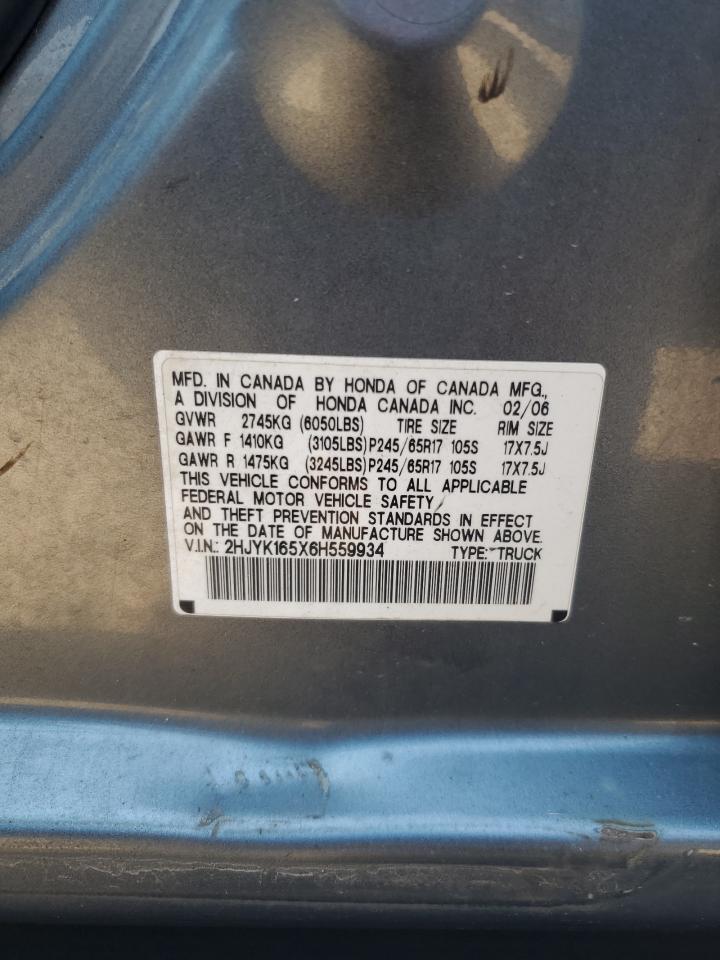 MFD. IN CANADA BY HONDA OF CANADA MFG.,
A DIVISION OF HONDA CANADA INC. 02/06
GVWR 2745KG (6050LBS) TIRE SIZE RIM SIZE
GAWR F 1410KG (3105LBS) P245/65R17 105S 17X7.5J
GAWR R 1475KG (3245LBS) P245/65R17 105S 17X7.5J
THIS VEHICLE CONFORMS TO ALL APPLICABLE
FEDERAL MOTOR VEHICLE SAFETY
AND THEFT PREVENTION STANDARDS IN EFFECT
ON THE DATE OF MANUFACTURE SHOWN ABOVE.
V.I.N.: 2HJYK165X6H559934 TYPE: TRUCK